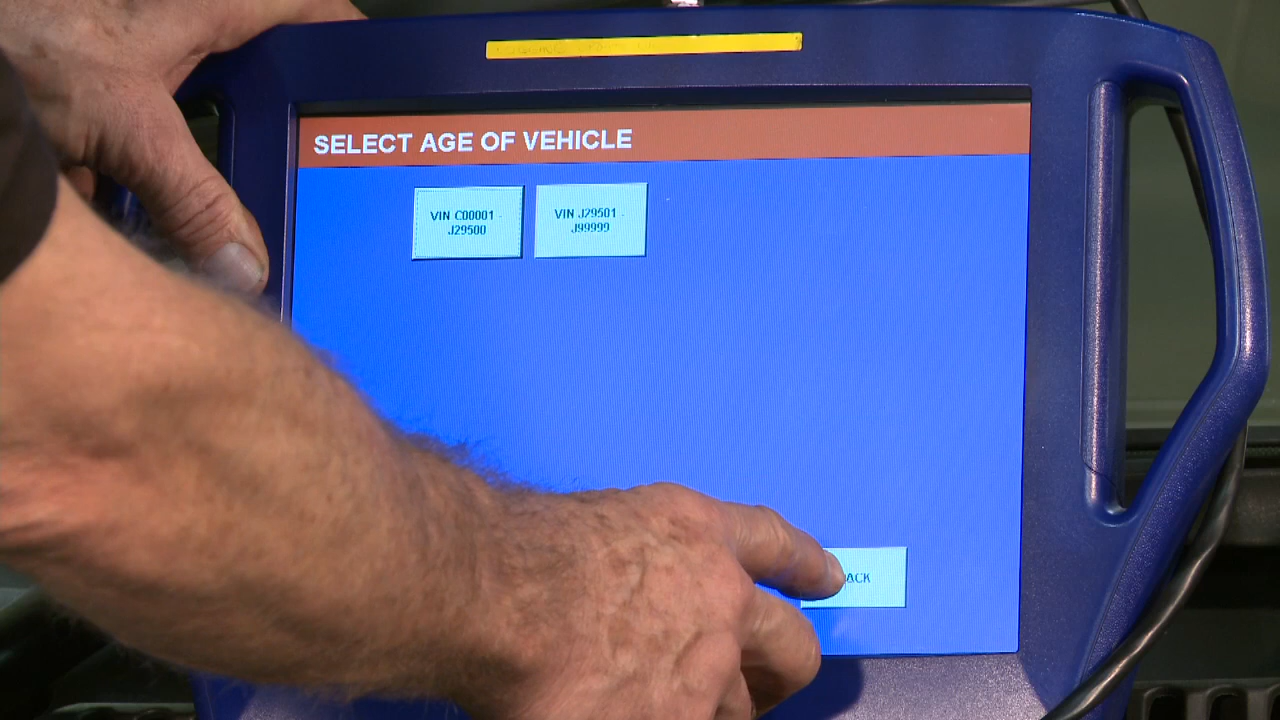 SELECT AGE OF VEHICLE
VIN C00001 -
J29500
VIN J29501 -
J99999
ACK